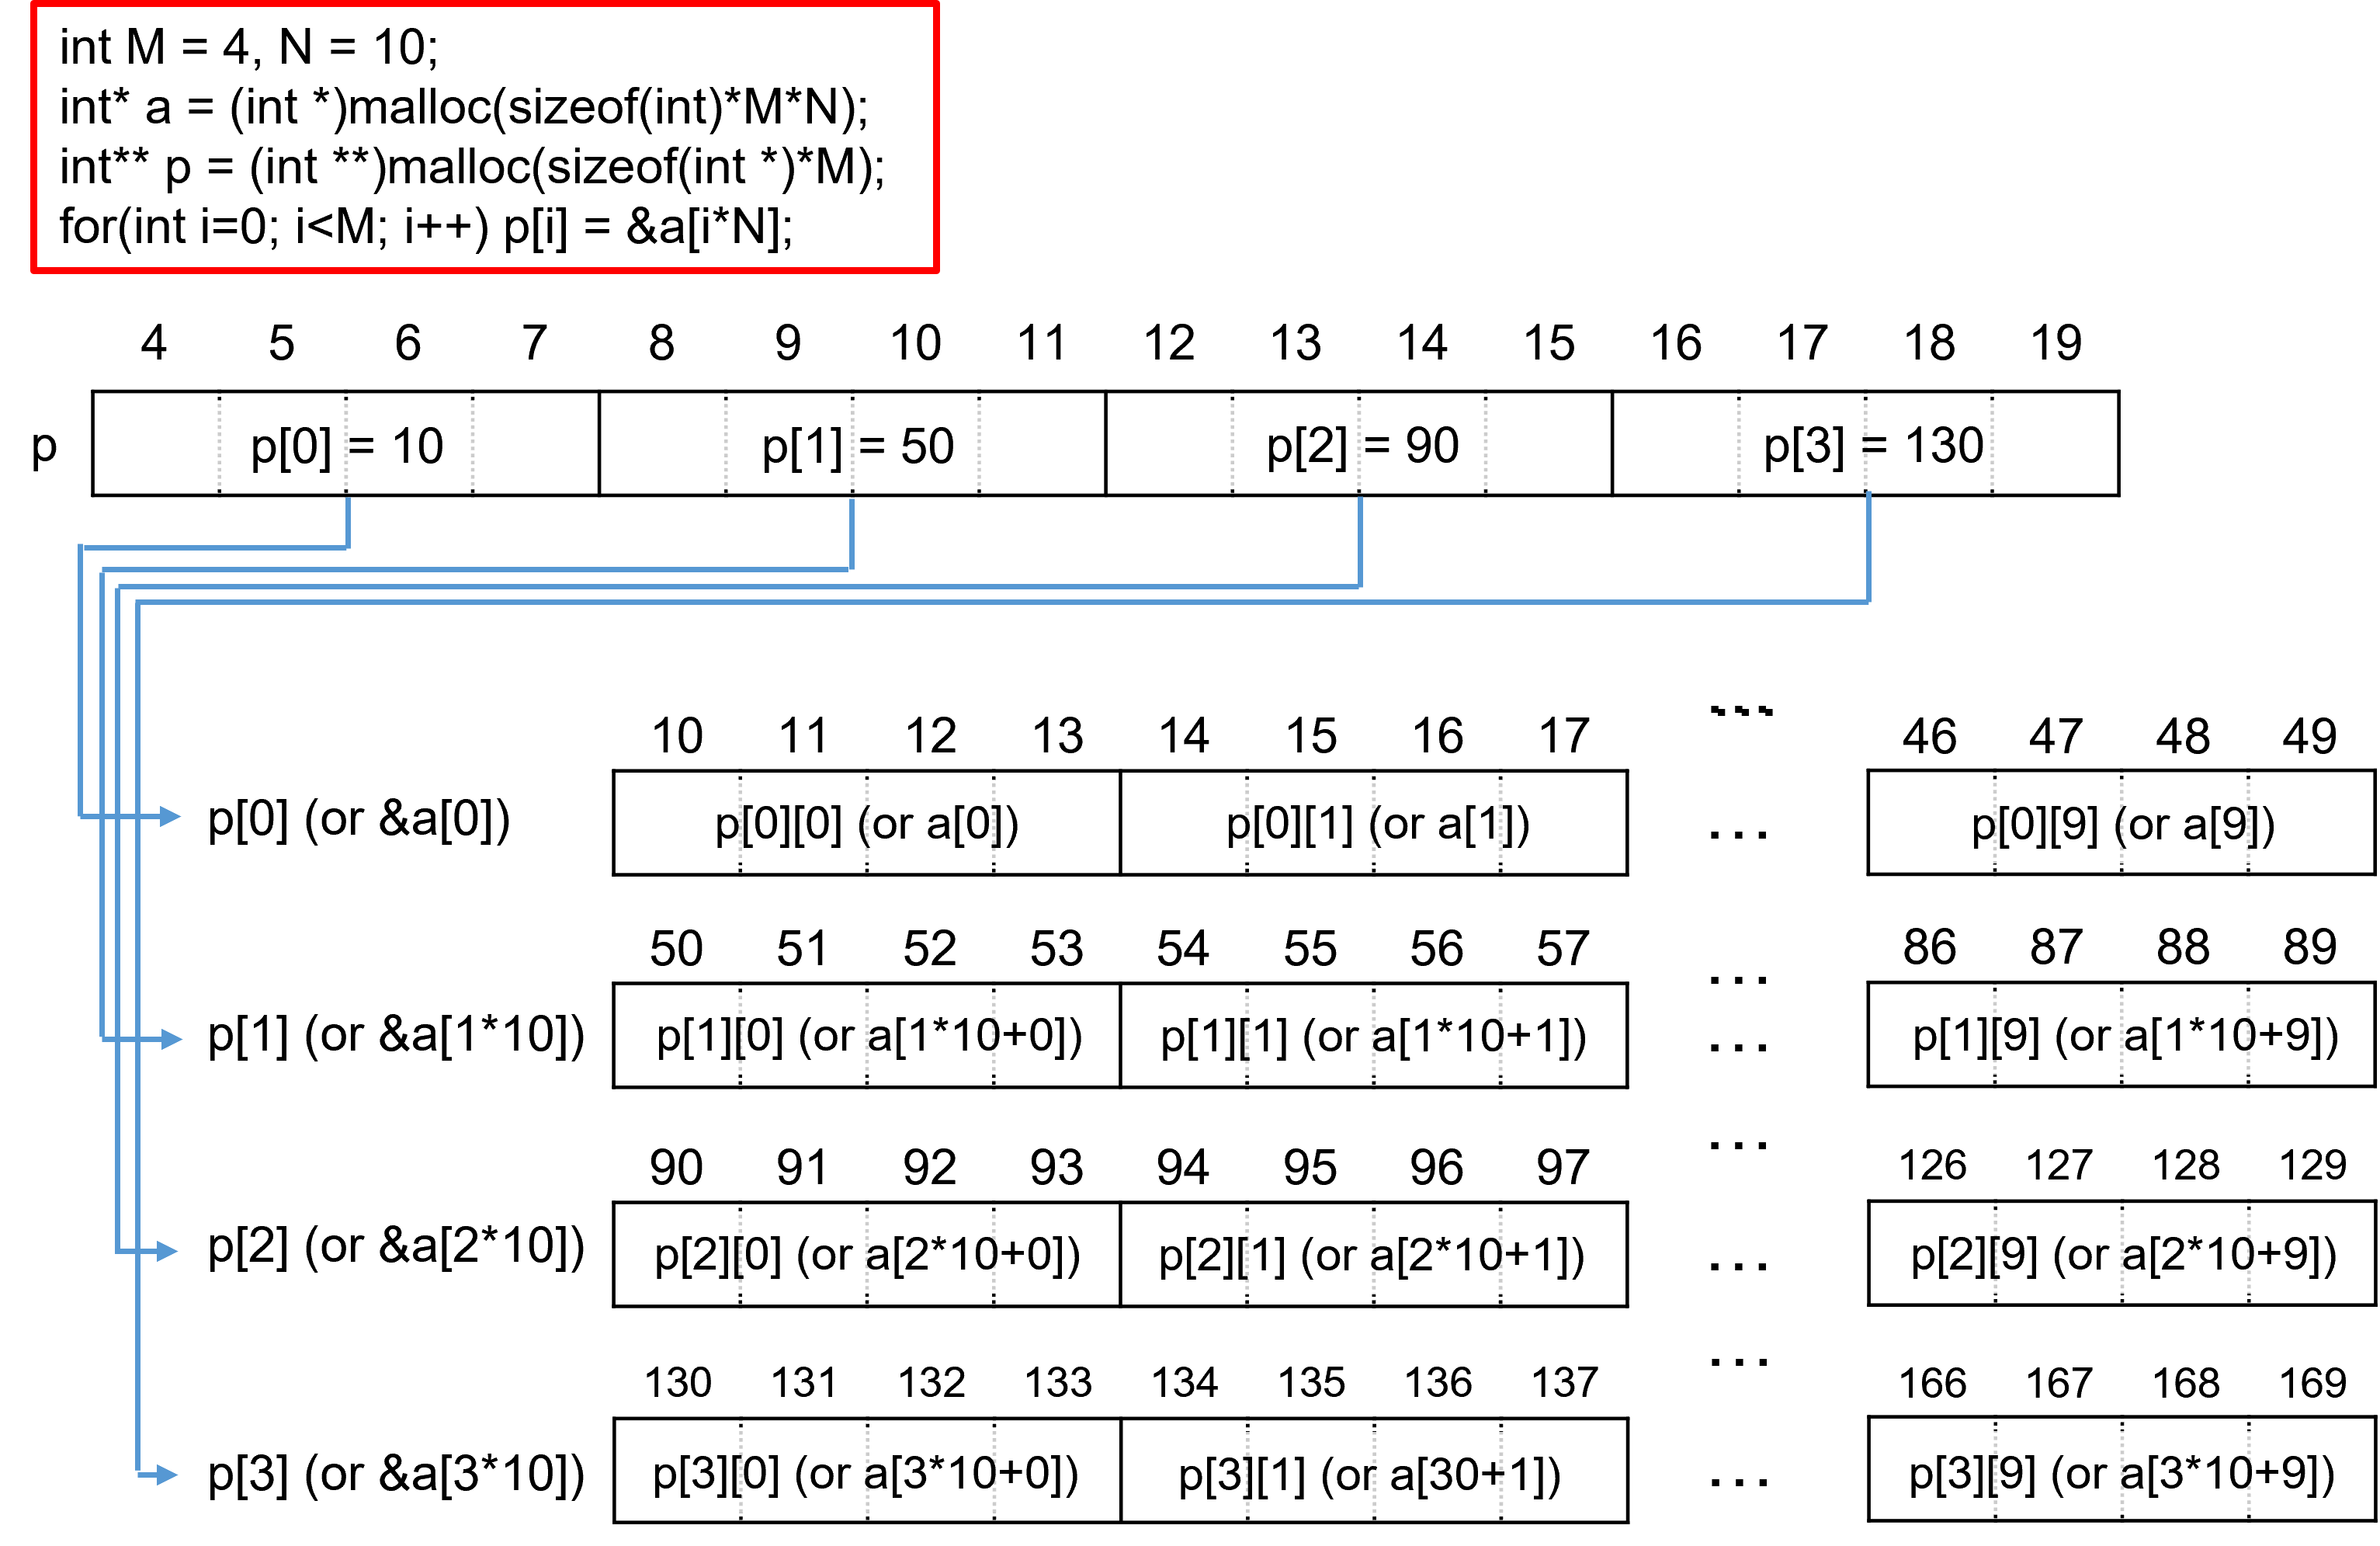 int M = 4, N = 10;
int* a = (int *)malloc(sizeof(int)*M*N);
int** p = (int **)malloc(sizeof(int *)*M);
for(int i=0; i<M; i++) p[i] = &a[i*N];
4 5 6 7 8 9 10 11 12 13 14 15 16 17 18 19
p p[0] = 10 p[1] = 50 p[2] = 90 p[3] = 130
10 11 12 13 14 15 16 17 ... 46 47 48 49
p[0] (or &a[0]) p[0][0] (or a[0]) p[0][1] (or a[1]) ... p[0][9] (or a[9])
50 51 52 53 54 55 56 57 ... 86 87 88 89
p[1] (or &a[1*10]) p[1][0] (or a[1*10+0]) p[1][1] (or a[1*10+1]) ... p[1][9] (or a[1*10+9])
90 91 92 93 94 95 96 97 ... 126 127 128 129
p[2] (or &a[2*10]) p[2][0] (or a[2*10+0]) p[2][1] (or a[2*10+1]) ... p[2][9] (or a[2*10+9])
130 131 132 133 134 135 136 137 ... 166 167 168 169
p[3] (or &a[3*10]) p[3][0] (or a[3*10+0]) p[3][1] (or a[30+1]) ... p[3][9] (or a[3*10+9])